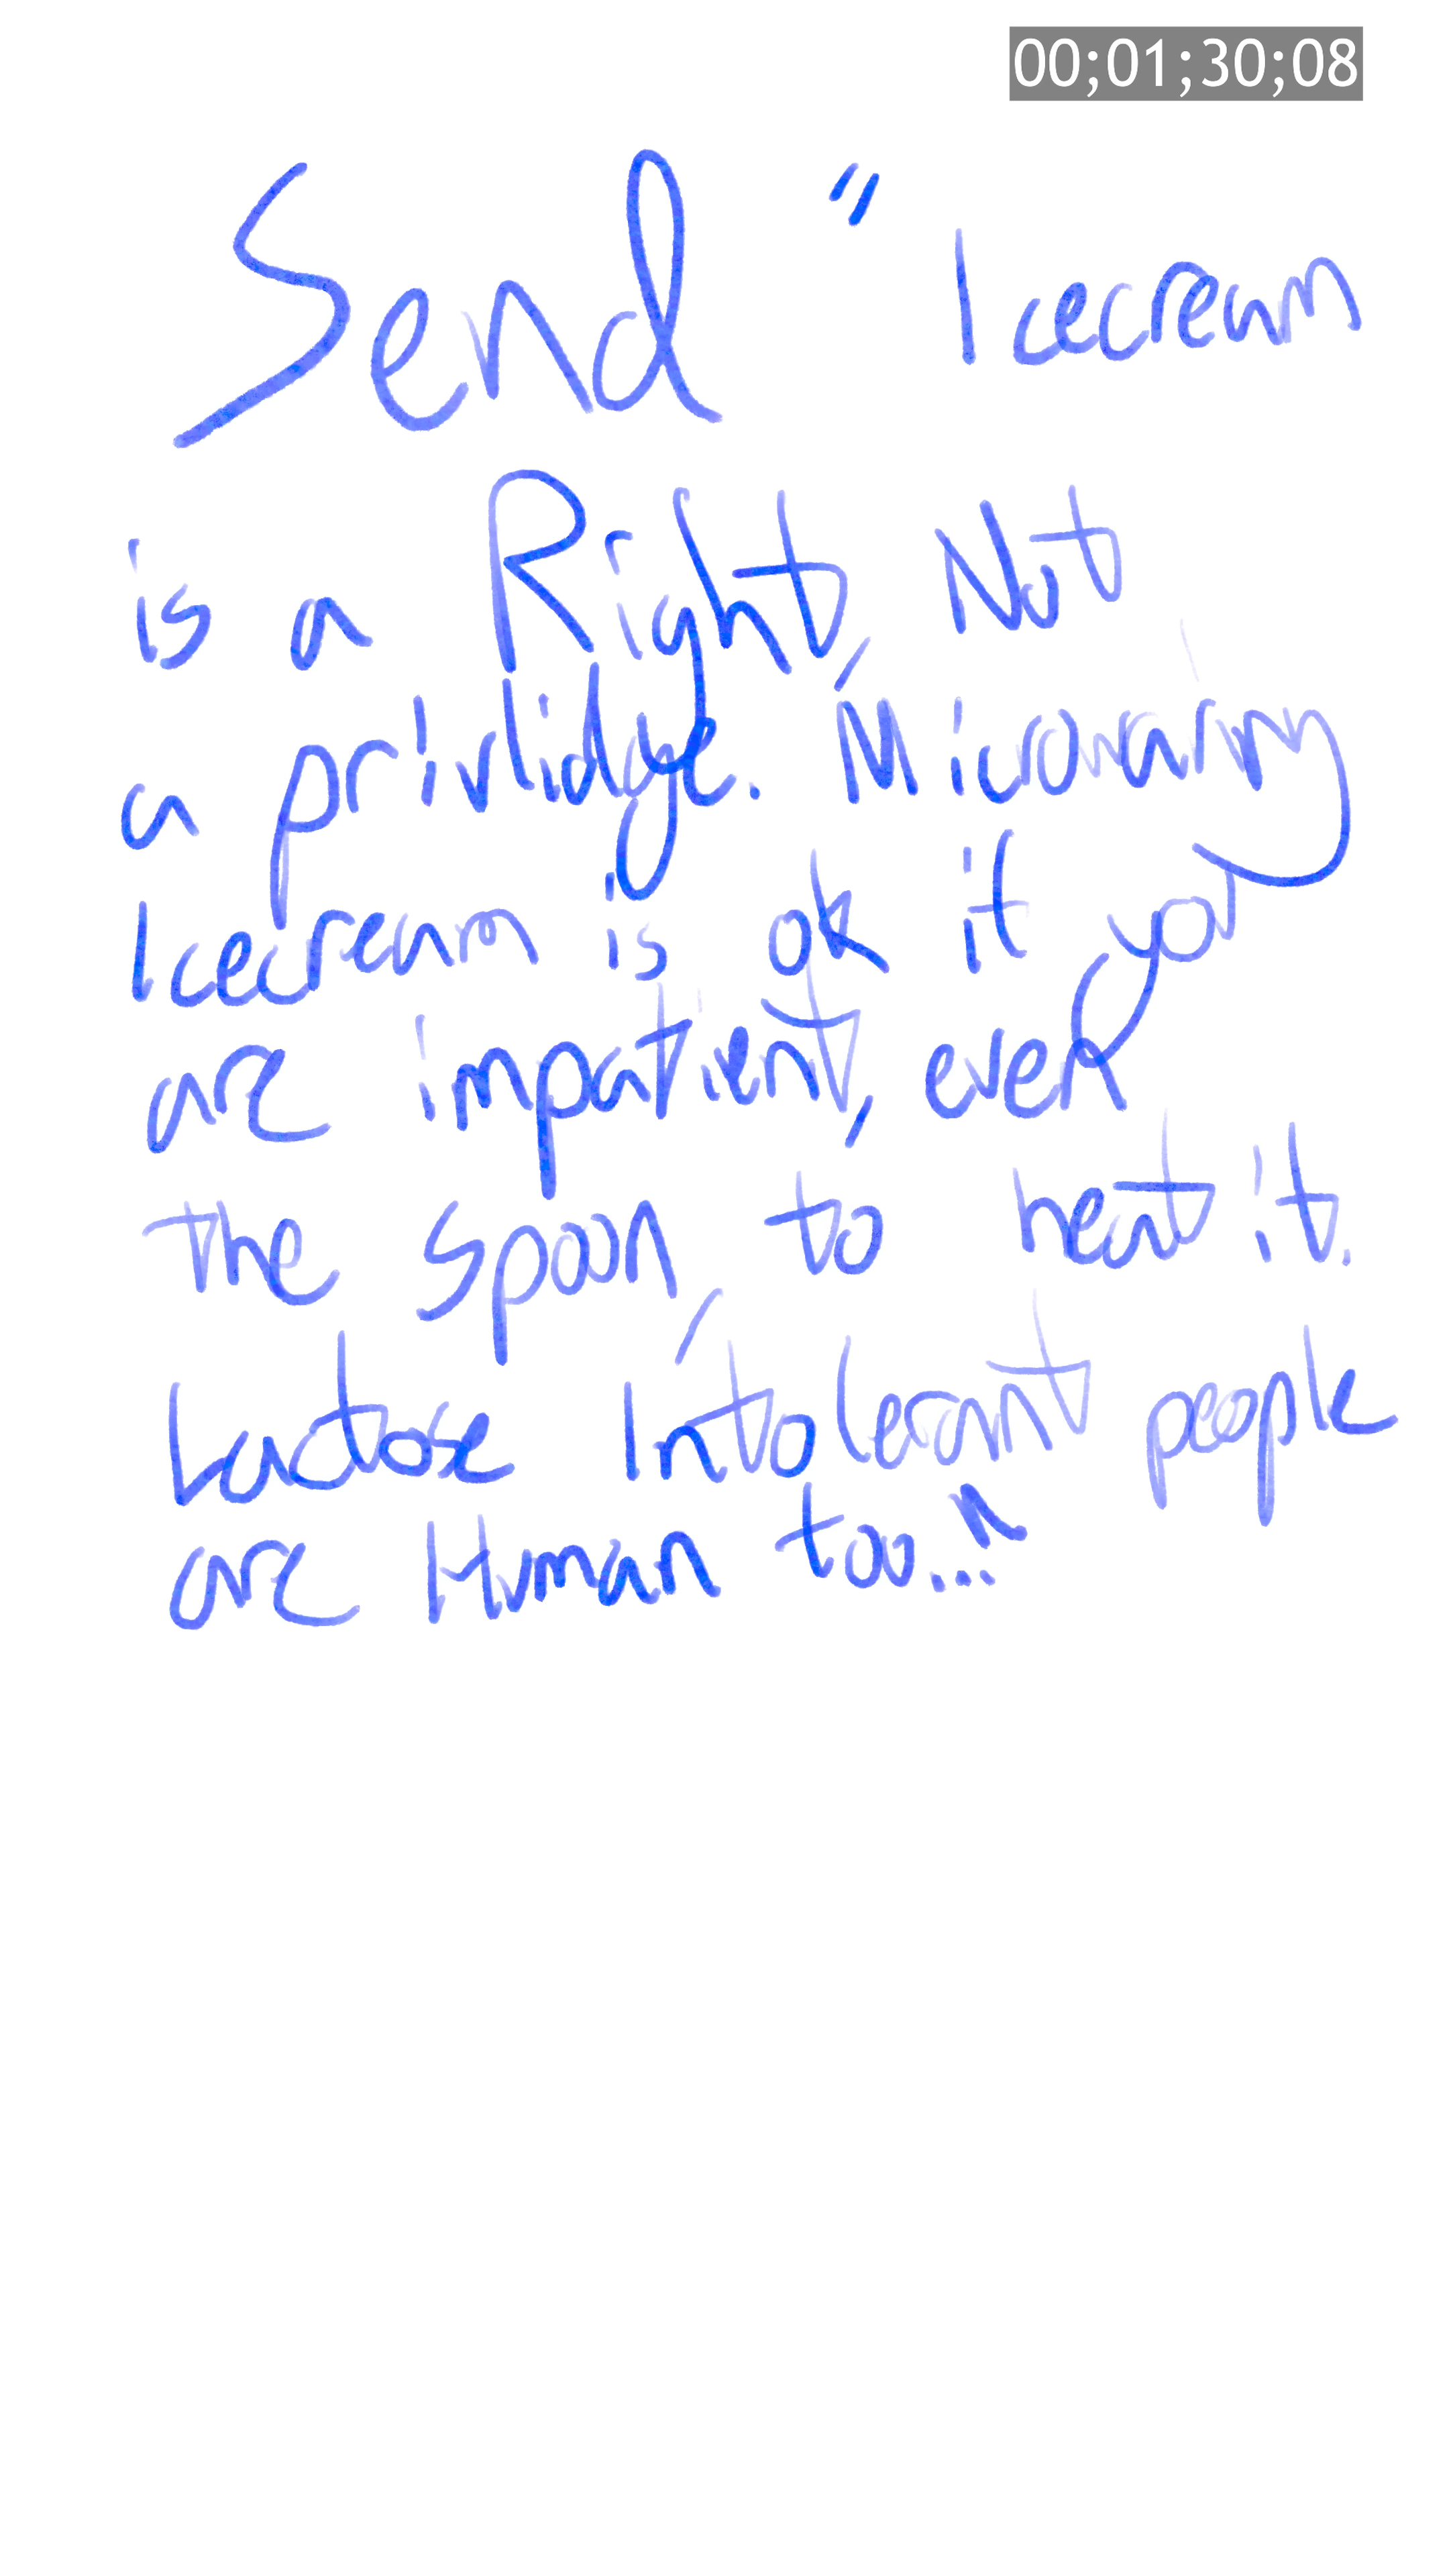 00;01;30;08
Send "Icecream
is a Right, Not
a privlidge. Microwaving
Icecream is ok if you
are impatient, even
The spoon, to heat it.
Lactose Intolerant people
are Human too..."